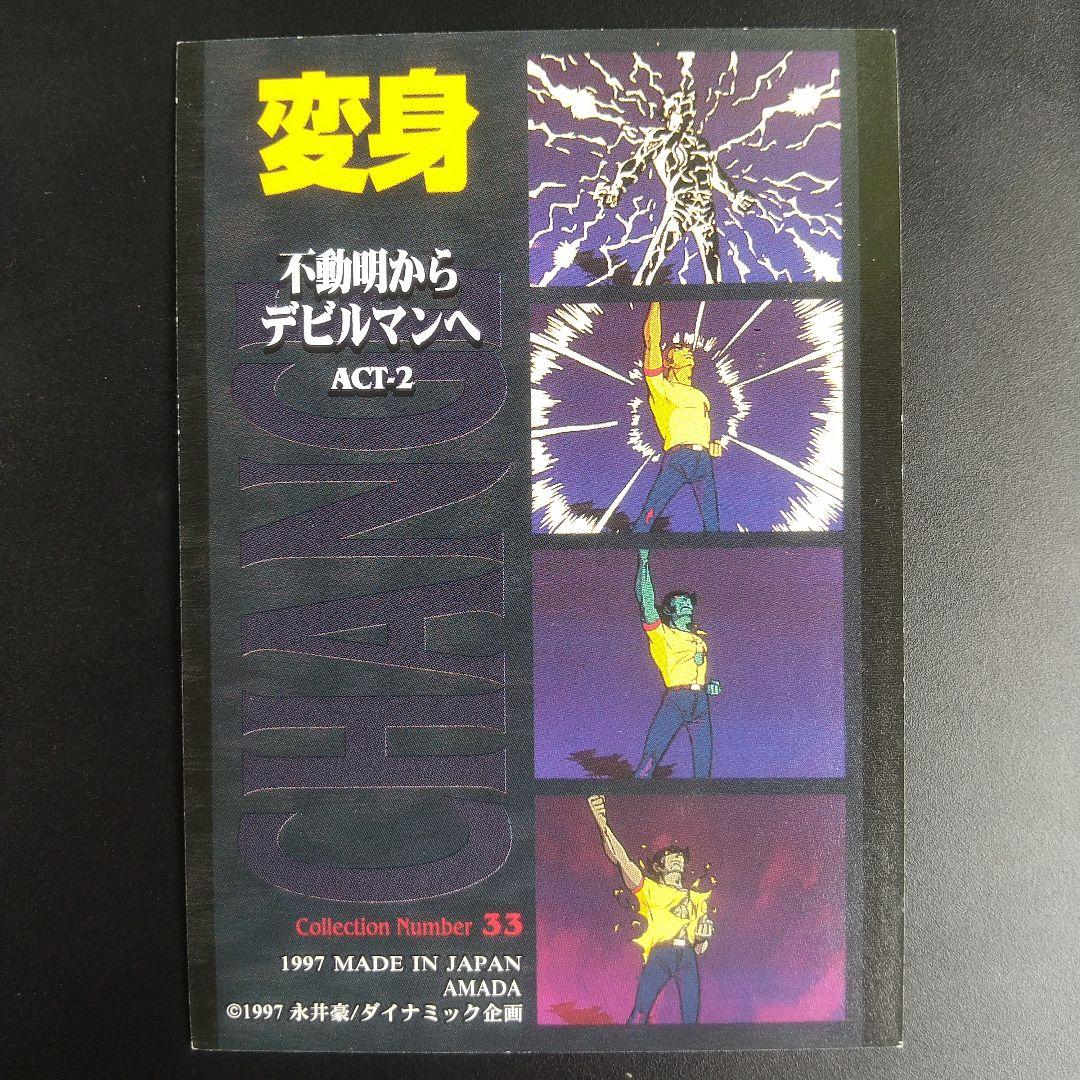 変身
不動明から
デビルマンへ
ACT-2
CHANGE
Collection Number 33
1997 MADE IN JAPAN
AMADA
©1997 永井豪/ダイナミック企画